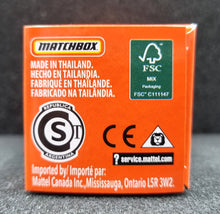 MATCHBOX
MADE IN THAILAND.
HECHO EN TAILANDIA.
FABRIQUÉ EN THAÏLANDE.
FABRICADO NA TAILÂNDIA.
FSC
MIX
Packaging
FSC® C111147
REPUBLICA
S T
ARGENTINA
CE
? service.mattel.com
Imported by/ Importé par:
Mattel Canada Inc., Mississauga, Ontario L5R 3W2.